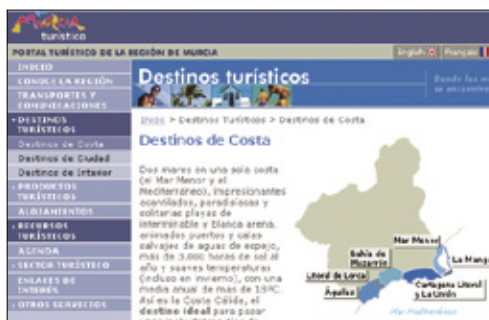 Murcia
turística
PORTAL TURÍSTICO DE LA REGIÓN DE MURCIA
English
Français
INICIO
CONOCE LA REGIÓN
TRANSPORTES Y
COMUNICACIONES
DESTINOS
TURÍSTICOS
Destinos de Costa
Destinos de Ciudad
Destinos de Interior
PRODUCTOS
TURÍSTICOS
ALOJAMIENTOS
RECURSOS
TURÍSTICOS
AGENDA
SECTOR TURÍSTICO
ENLACES DE
INTERÉS
OTROS SERVICIOS
Destinos turísticos
Donde los
se encuentran
Inicio > Destinos Turísticos > Destinos de Costa
Destinos de Costa
Dos mares en una sola costa
(el Mar Menor y el
Mediterráneo), impresionantes
acantilados, paradisíacas y
solitarias playas de
interminable y blanca arena,
animados puertos y calas
salvajes de aguas de espejo,
más de 3.000 horas de sol al
año y suaves temperaturas
(incluso en invierno), con una
media anual de más de 18ºC.
Así es la Costa Cálida, el
destino ideal para pasar
Mar Menor
La Manga
Bahía de
Mazarrón
Litoral de Lorca
Águilas
Cartagena Litoral
y La Unión
Mar Mediterráneo